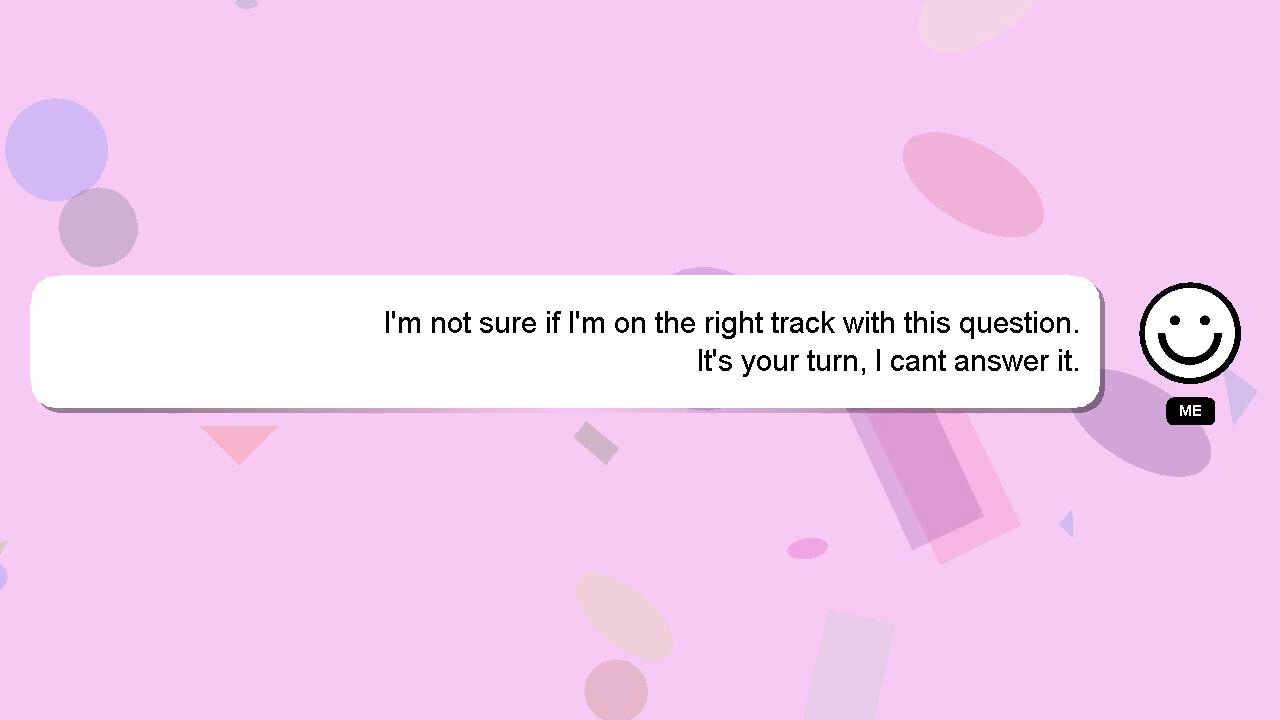 I'm not sure if I'm on the right track with this question.
It's your turn, I cant answer it.
ME